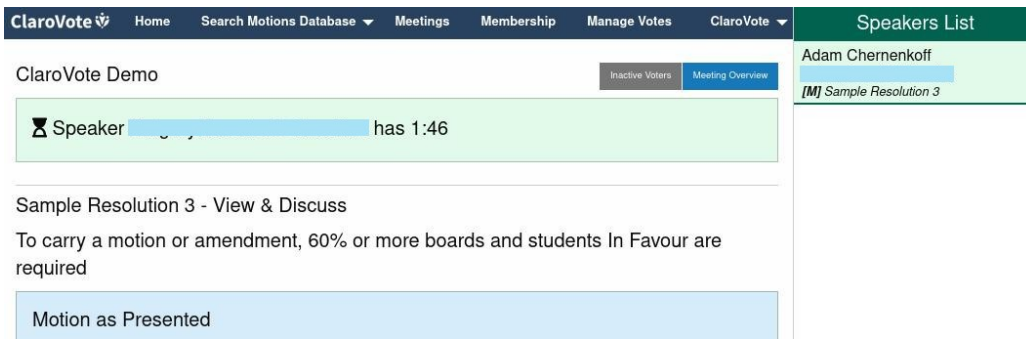 ClaroVote Home Search Motions Database Meetings Membership Manage Votes ClaroVote
Speakers List
Adam Chernenkoff
[M] Sample Resolution 3
ClaroVote Demo
Inactive Voters Meeting Overview
Speaker has 1:46
Sample Resolution 3 - View & Discuss
To carry a motion or amendment, 60% or more boards and students In Favour are
required
Motion as Presented